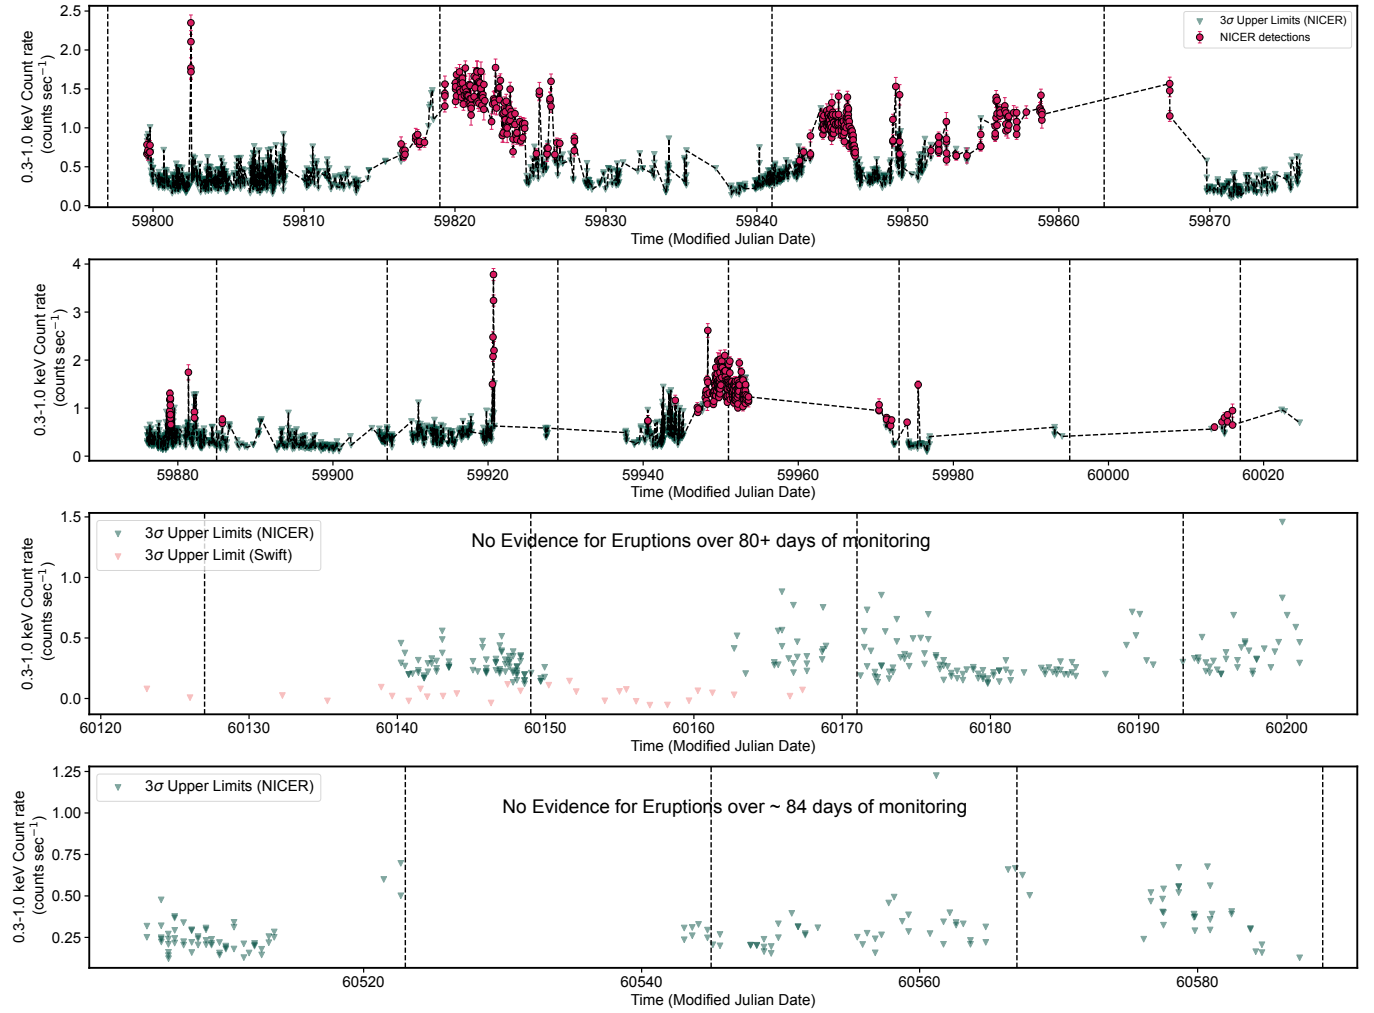 2.5
2.0
1.5
1.0
0.5
0.0
0.3-1.0 keV Count rate
(counts sec⁻¹)
3σ Upper Limits (NICER)
NICER detections
59800 59810 59820 59830 59840 59850 59860 59870
Time (Modified Julian Date)
4
3
2
1
0
0.3-1.0 keV Count rate
(counts sec⁻¹)
59880 59900 59920 59940 59960 59980 60000 60020
Time (Modified Julian Date)
1.5
1.0
0.5
0.0
0.3-1.0 keV Count rate
(counts sec⁻¹)
3σ Upper Limits (NICER)
3σ Upper Limit (Swift)
No Evidence for Eruptions over 80+ days of monitoring
60120 60130 60140 60150 60160 60170 60180 60190 60200
Time (Modified Julian Date)
1.25
1.00
0.75
0.50
0.25
0.3-1.0 keV Count rate
(counts sec⁻¹)
3σ Upper Limits (NICER)
No Evidence for Eruptions over ~ 84 days of monitoring
60520 60540 60560 60580
Time (Modified Julian Date)